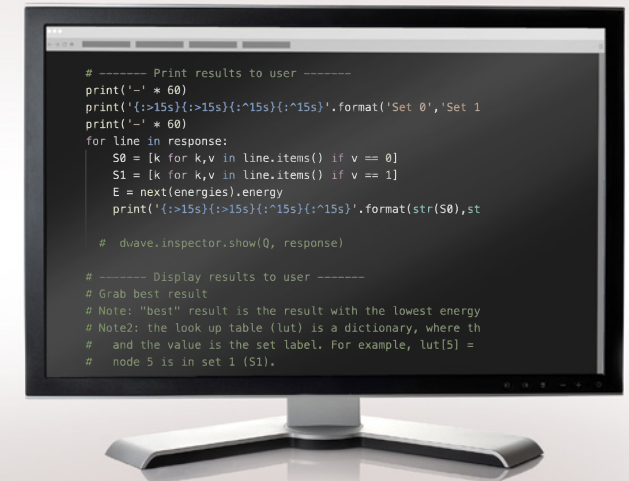 # ------- Print results to user -------
print('-' * 60)
print('{:>15s}{:>15s}{:^15s}{:^15s}'.format('Set 0','Set 1
print('-' * 60)
for line in response:
    S0 = [k for k,v in line.items() if v == 0]
    S1 = [k for k,v in line.items() if v == 1]
    E = next(energies).energy
    print('{:>15s}{:>15s}{:^15s}{:^15s}'.format(str(S0),st
  #  dwave.inspector.show(Q, response)
# ------- Display results to user -------
# Grab best result
# Note: "best" result is the result with the lowest energy
# Note2: the look up table (lut) is a dictionary, where th
#   and the value is the set label. For example, lut[5] =
#   node 5 is in set 1 (S1).